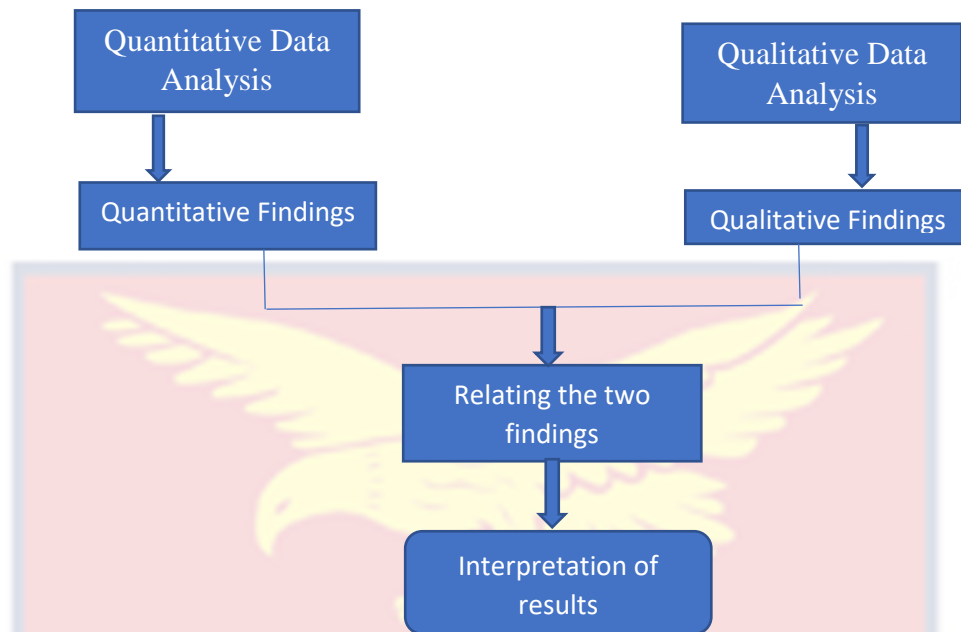 Quantitative Data
Analysis
Qualitative Data
Analysis
Quantitative Findings
Qualitative Findings
Relating the two
findings
Interpretation of
results